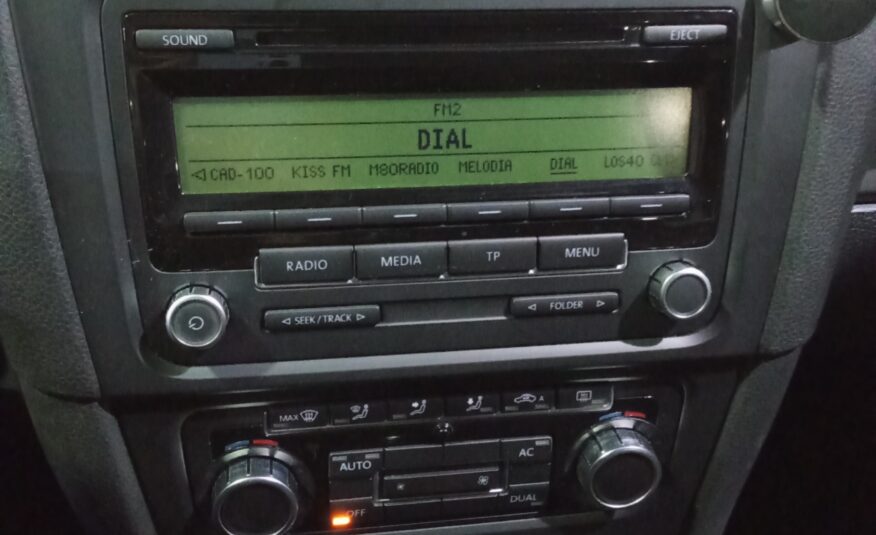 SOUND EJECT
FM2
DIAL
◁CAD-100 KISS FM M80RADIO MELODIA DIAL LOS40
RADIO MEDIA TP MENU
◁ SEEK/TRACK ▷ ◁ FOLDER ▷
MAX A
AUTO AC
OFF DUAL